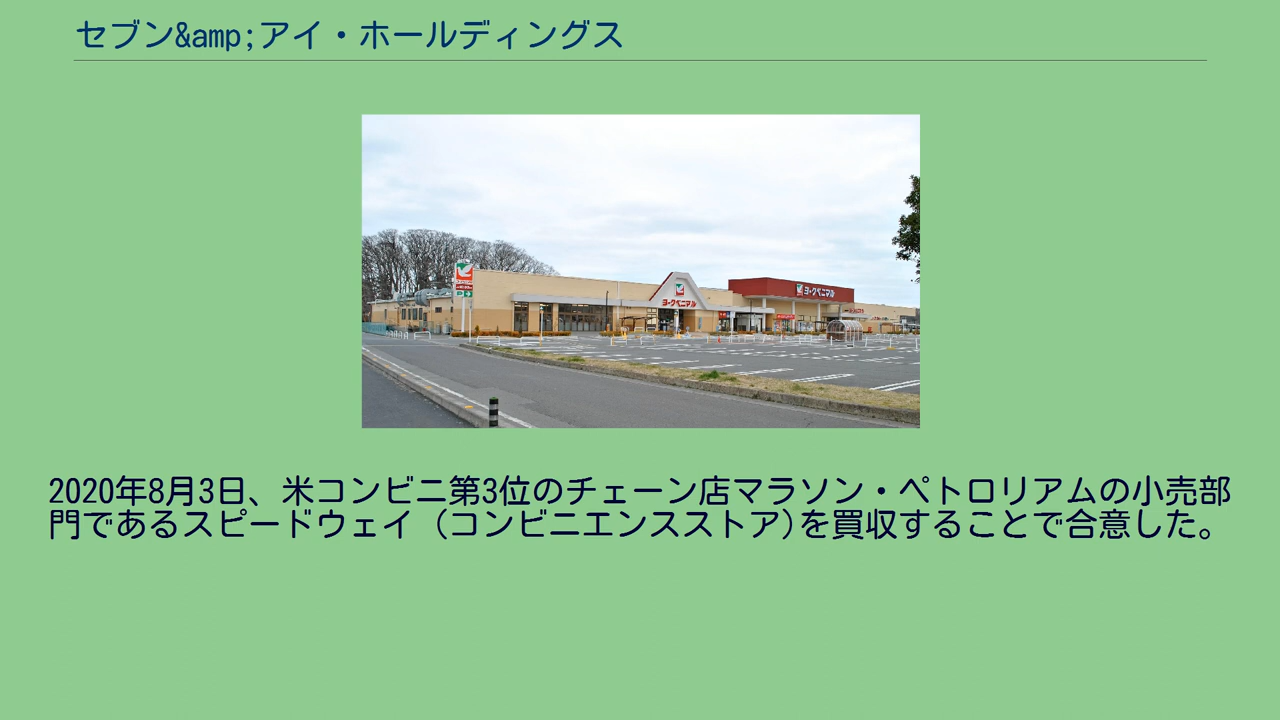 セブン&amp;アイ・ホールディングス
ヨークベニマル
ヨークベニマル
2020年8月3日、米コンビニ第3位のチェーン店マラソン・ペトロリアムの小売部
門であるスピードウェイ (コンビニエンスストア)を買収することで合意した。